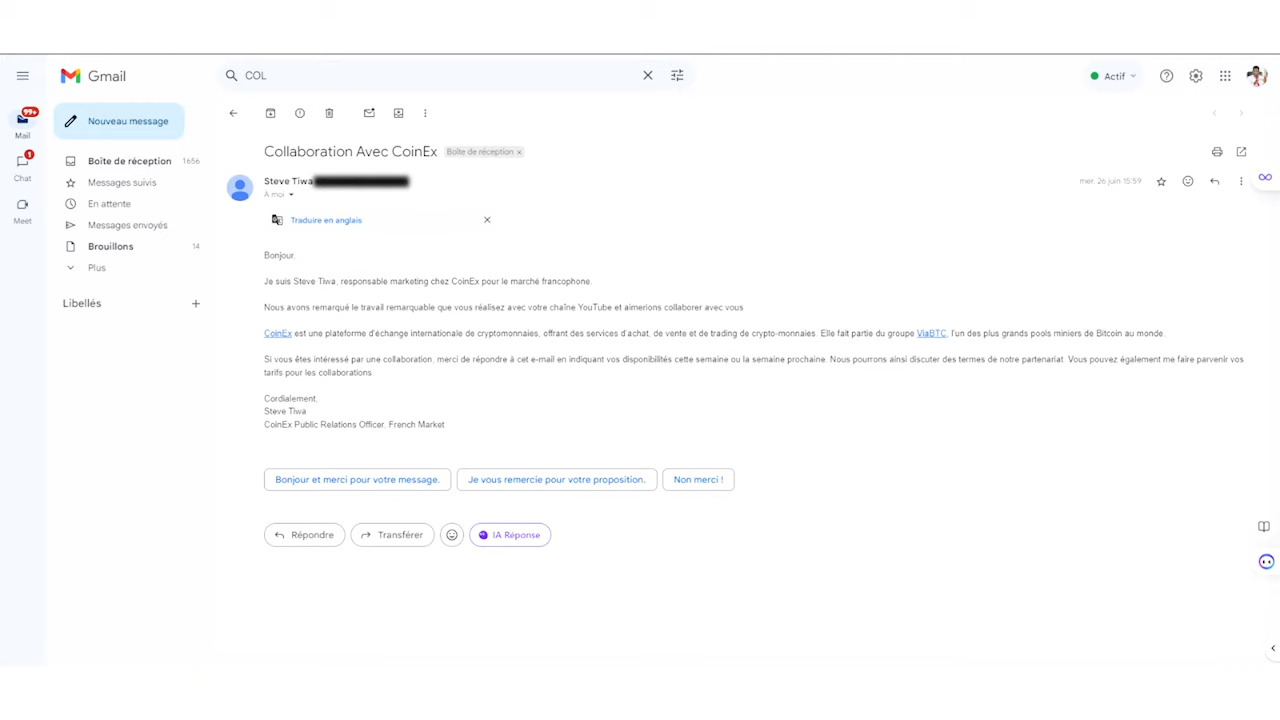 Gmail
COL
Actif
99+
Mail
Nouveau message
1
Chat
Meet
Boîte de réception 1656
Messages suivis
En attente
Messages envoyés
Brouillons 14
Plus
Libellés
Collaboration Avec CoinEx Boîte de réception
Steve Tiwa
À moi
mer. 26 juin 15:59
Traduire en anglais
Bonjour,
Je suis Steve Tiwa, responsable marketing chez CoinEx pour le marché francophone.
Nous avons remarqué le travail remarquable que vous réalisez avec votre chaîne YouTube et aimerions collaborer avec vous
CoinEx est une plateforme d'échange internationale de cryptomonnaies, offrant des services d'achat, de vente et de trading de crypto-monnaies. Elle fait partie du groupe ViaBTC, l'un des plus grands pools miniers de Bitcoin au monde.
Si vous êtes intéressé par une collaboration, merci de répondre à cet e-mail en indiquant vos disponibilités cette semaine ou la semaine prochaine. Nous pourrons ainsi discuter des termes de notre partenariat. Vous pouvez également me faire parvenir vos
tarifs pour les collaborations.
Cordialement,
Steve Tiwa
CoinEx Public Relations Officer, French Market
Bonjour et merci pour votre message. Je vous remercie pour votre proposition. Non merci !
Répondre Transférer IA Réponse